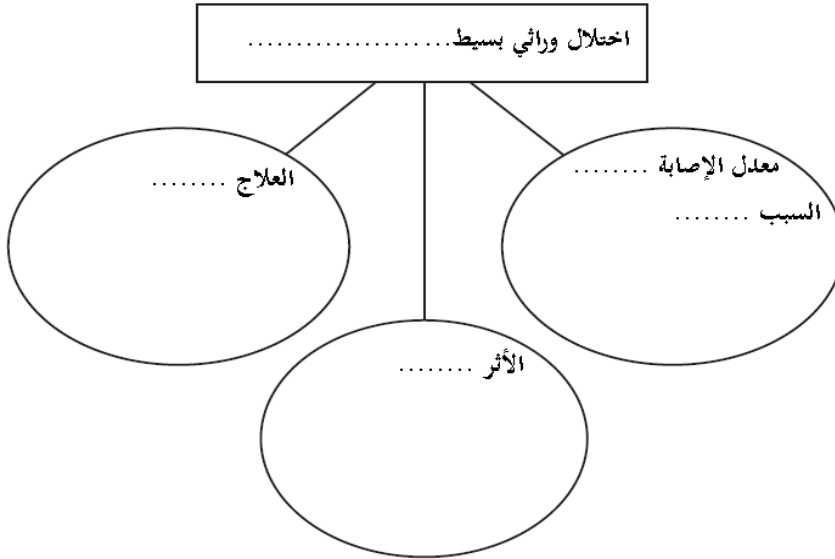 اختلال وراثي بسيط.....................
معدل الإصابة ........
السبب ........
العلاج ........
الأثر ........